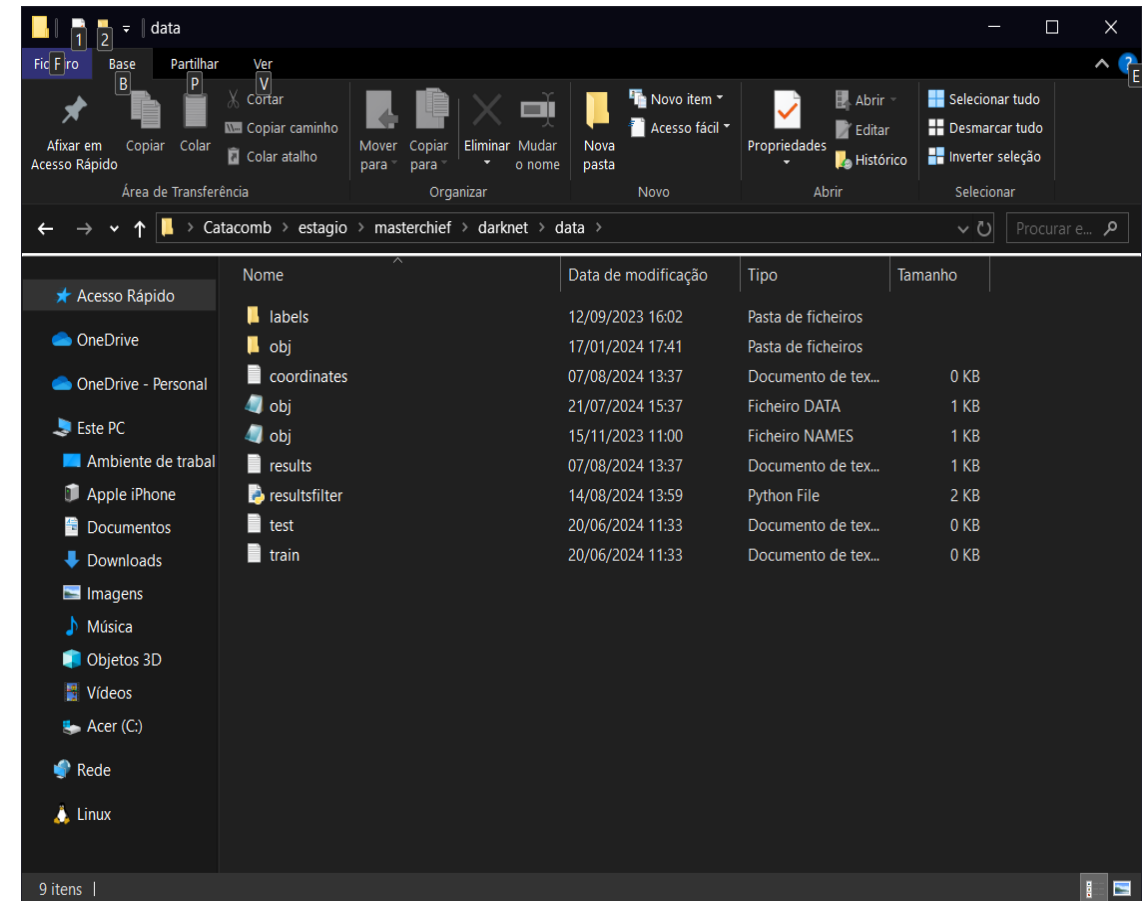 data
1
2
Fic F ro Base Partilhar Ver
B P V E
Afixar em
Acesso Rápido
Copiar
Colar
Cortar
Copiar caminho
Colar atalho
Mover
para
Copiar
para
Eliminar
Mudar
o nome
Nova
pasta
Novo item
Acesso fácil
Propriedades
Abrir
Editar
Histórico
Selecionar tudo
Desmarcar tudo
Inverter seleção
Área de Transferência Organizar Novo Abrir Selecionar
> Catacomb > estagio > masterchief > darknet > data > Procurar e...
Acesso Rápido
OneDrive
OneDrive - Personal
Este PC
Ambiente de trabal
Apple iPhone
Documentos
Downloads
Imagens
Música
Objetos 3D
Vídeos
Acer (C:)
Rede
Linux
Nome Data de modificação Tipo Tamanho
labels 12/09/2023 16:02 Pasta de ficheiros
obj 17/01/2024 17:41 Pasta de ficheiros
coordinates 07/08/2024 13:37 Documento de tex... 0 KB
obj 21/07/2024 15:37 Ficheiro DATA 1 KB
obj 15/11/2023 11:00 Ficheiro NAMES 1 KB
results 07/08/2024 13:37 Documento de tex... 1 KB
resultsfilter 14/08/2024 13:59 Python File 2 KB
test 20/06/2024 11:33 Documento de tex... 0 KB
train 20/06/2024 11:33 Documento de tex... 0 KB
9 itens